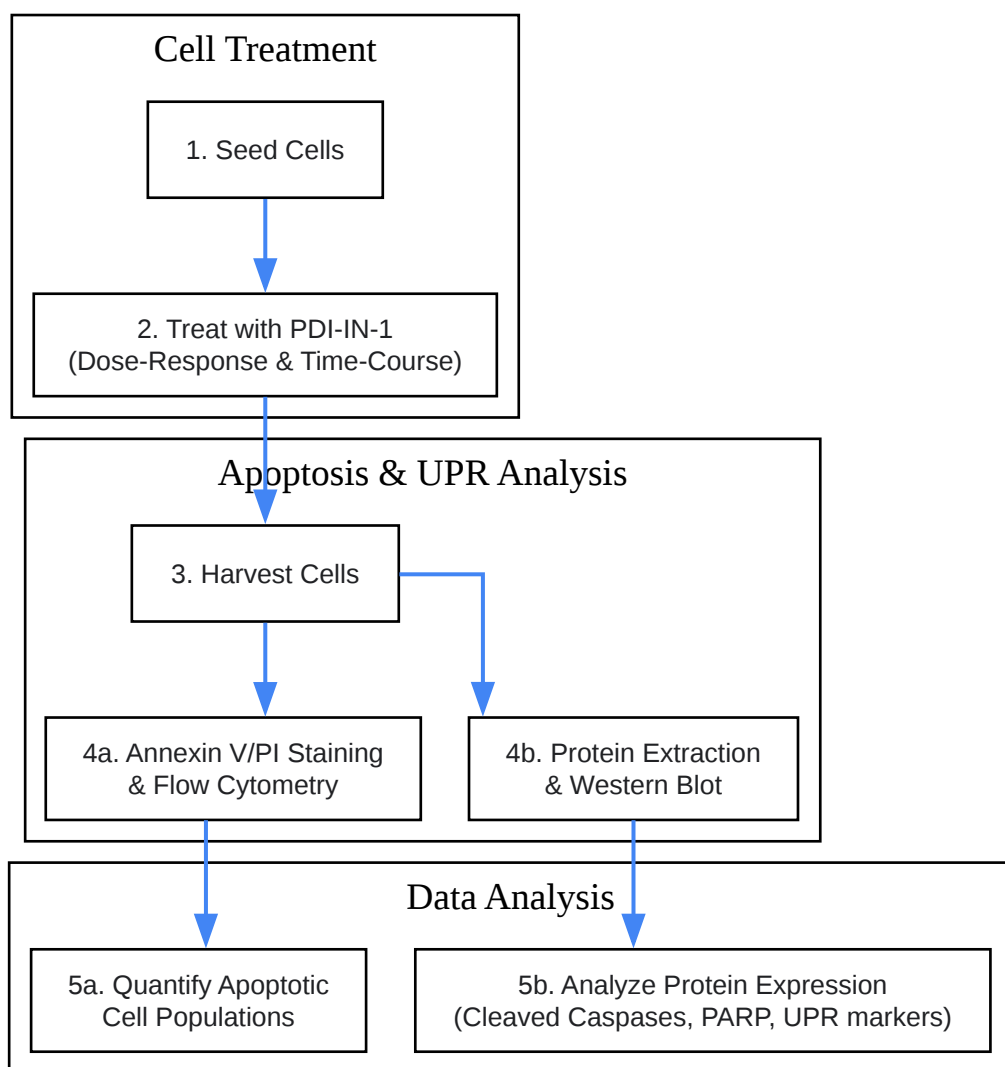 Cell Treatment
1. Seed Cells
2. Treat with PDI-IN-1
(Dose-Response & Time-Course)
Apoptosis & UPR Analysis
3. Harvest Cells
4a. Annexin V/PI Staining
& Flow Cytometry
4b. Protein Extraction
& Western Blot
Data Analysis
5a. Quantify Apoptotic
Cell Populations
5b. Analyze Protein Expression
(Cleaved Caspases, PARP, UPR markers)